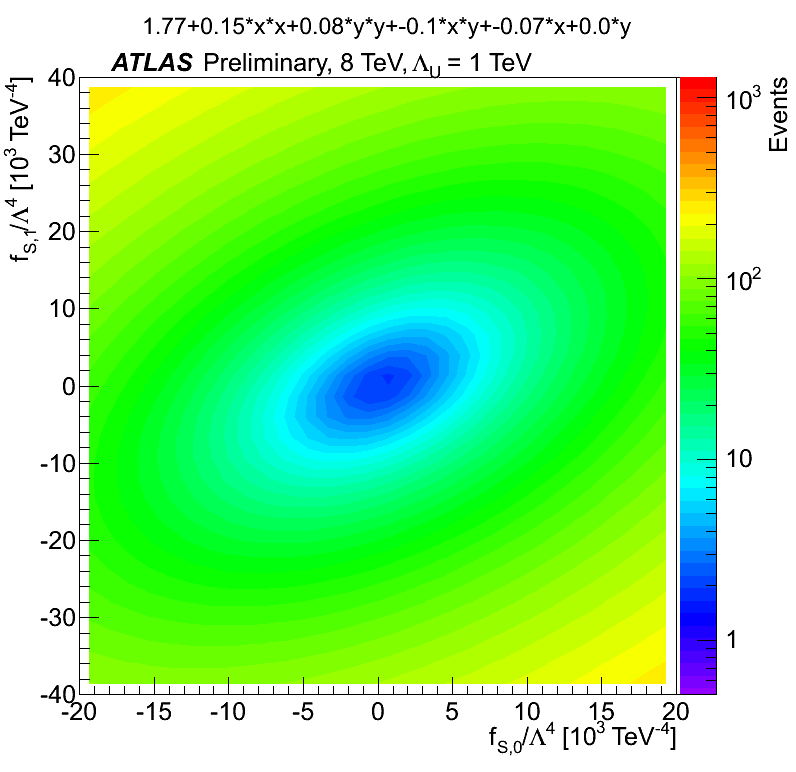 1.77+0.15*x*x+0.08*y*y+-0.1*x*y+-0.07*x+0.0*y
ATLAS Preliminary, 8 TeV, Λ_U = 1 TeV
f_S,1/Λ^4 [10^3 TeV^-4]
40
30
20
10
0
-10
-20
-30
-40
-20 -15 -10 -5 0 5 10 15 20
f_S,0/Λ^4 [10^3 TeV^-4]
Events
10^3
10^2
10
1